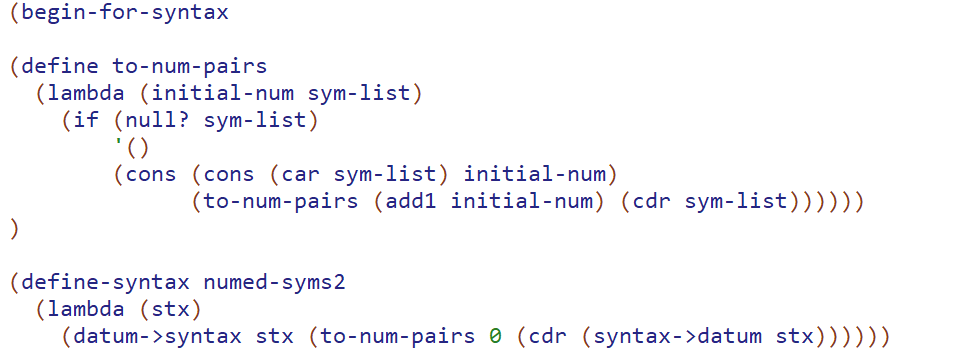 (begin-for-syntax
(define to-num-pairs
(lambda (initial-num sym-list)
(if (null? sym-list)
'()
(cons (cons (car sym-list) initial-num)
(to-num-pairs (add1 initial-num) (cdr sym-list))))))
)
(define-syntax numed-syms2
(lambda (stx)
(datum->syntax stx (to-num-pairs 0 (cdr (syntax->datum stx))))))